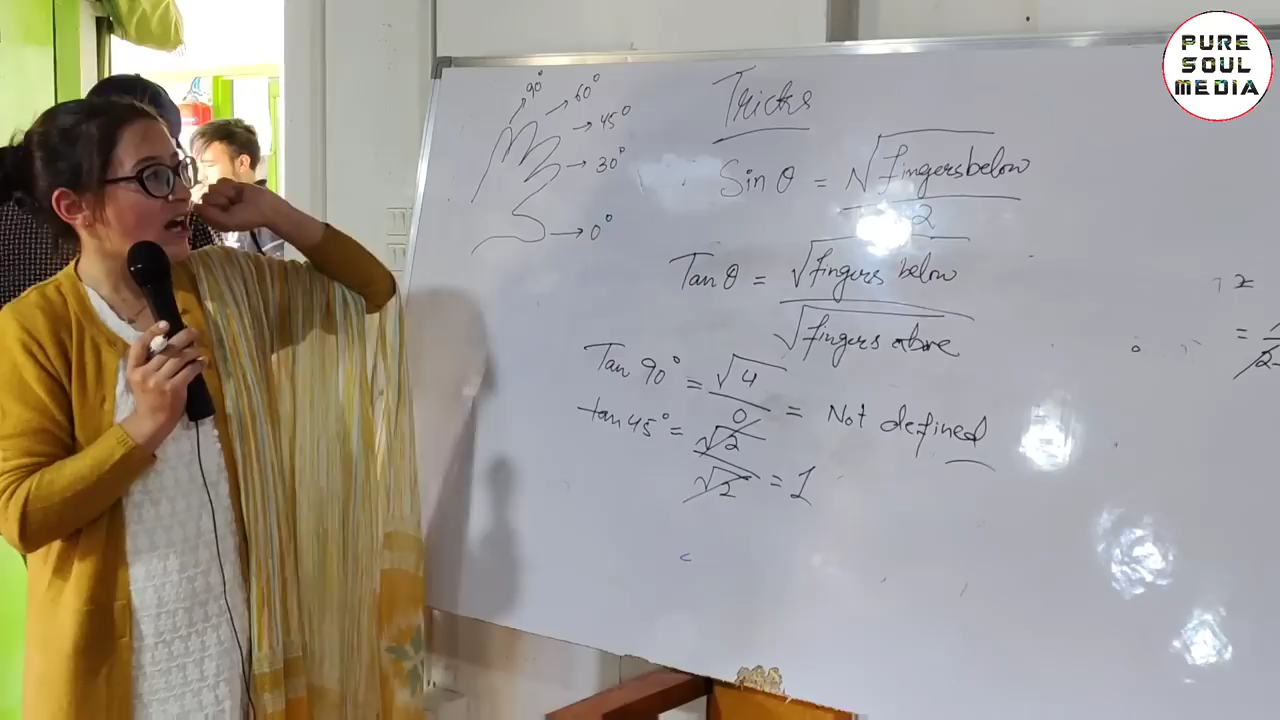 PURE
SOUL
MEDIA
90°
60°
45°
30°
0°
Tricks
Sin θ = √fingers below / 2
Tan θ = √fingers below / √fingers above
Tan 90° = √4 / 0 = Not defined
tan 45° = √2 / √2 = 1